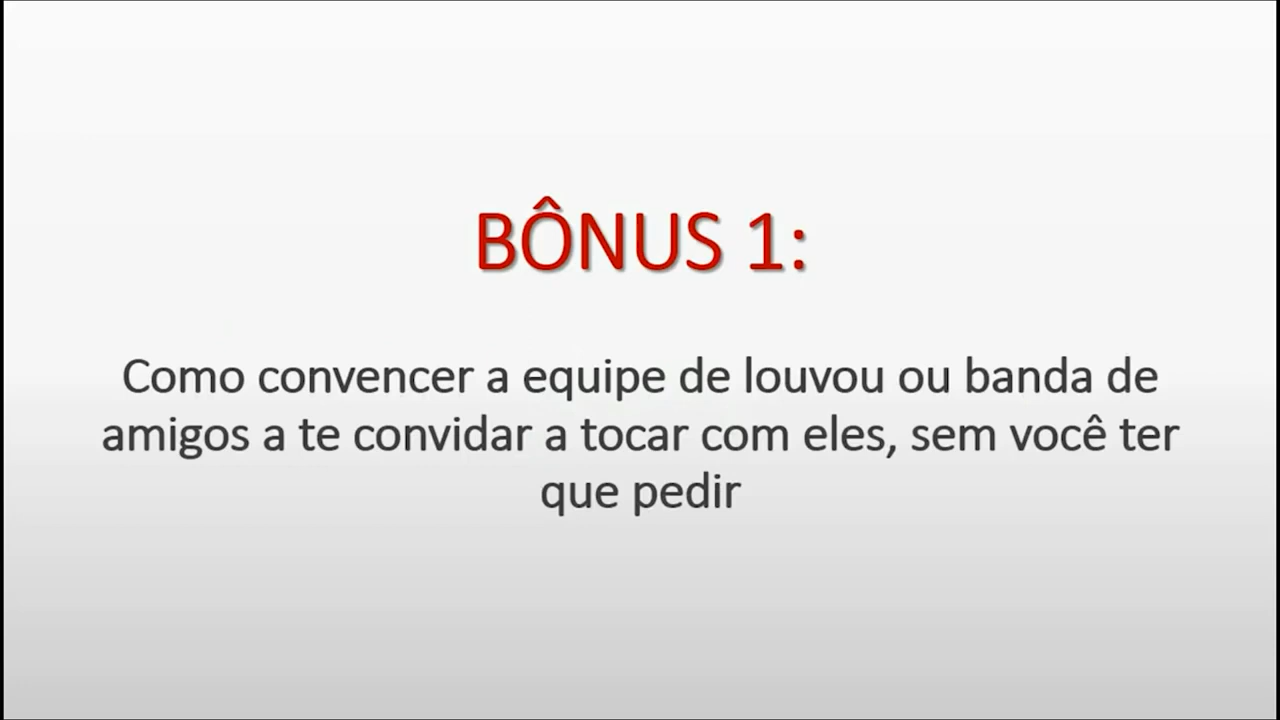 BÔNUS 1:
Como convencer a equipe de louvou ou banda de
amigos a te convidar a tocar com eles, sem você ter
que pedir